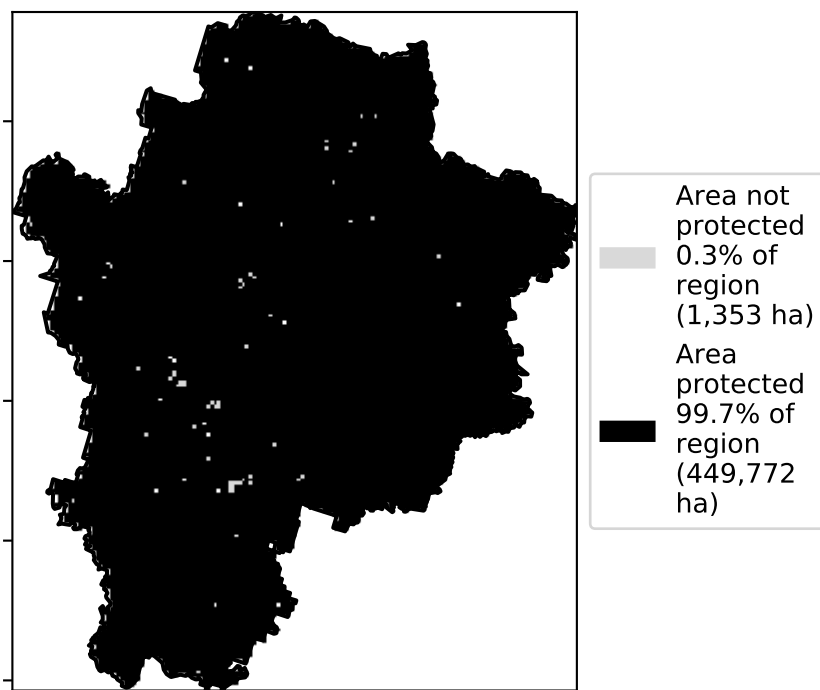 Area not
protected
0.3% of
region
(1,353 ha)
Area
protected
99.7% of
region
(449,772
ha)